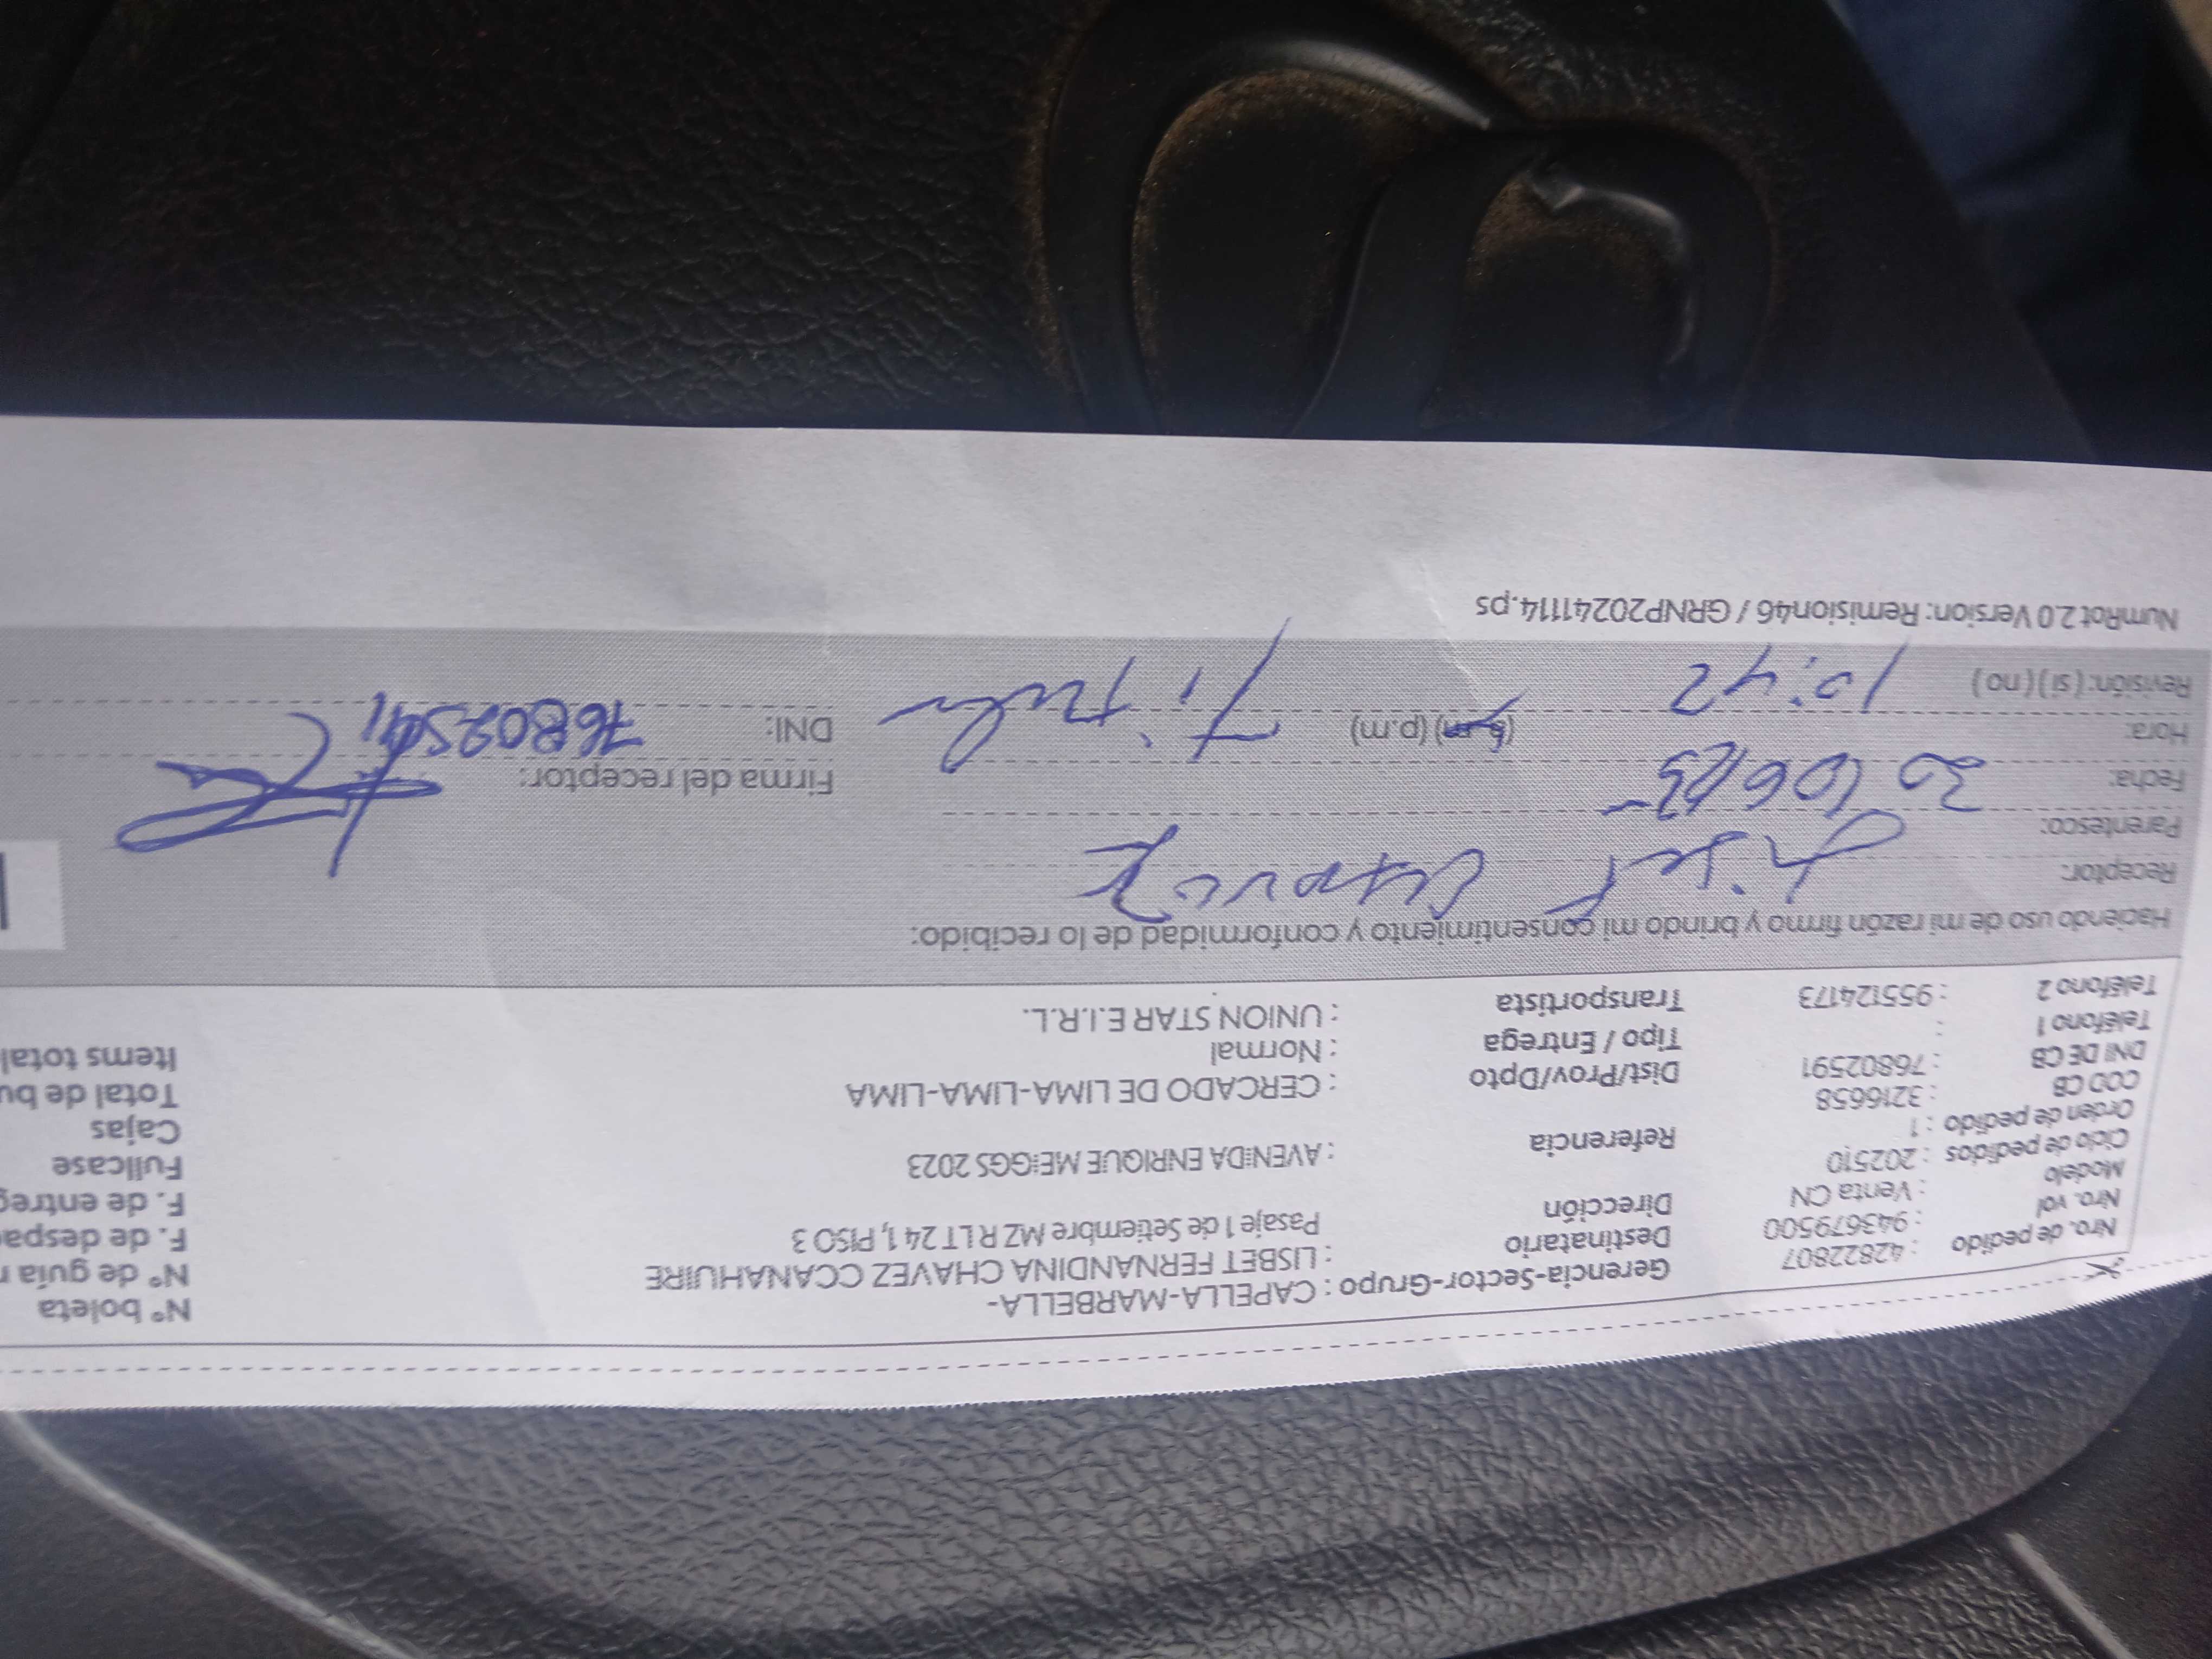 Gerencia-Sector-Grupo : CAPELLA-MARBELLA-
Nro. de pedido : 42822807
Destinatario : LISBET FERNANDINA CHAVEZ CCANAHUIRE
Nº boleta
Nro. vol : 943679500
Dirección Pasaje 1 de Setiembre MZ R LT 24 1, PISO 3
Nº de guía
Modelo : Venta CN
F. de despa
Ciclo de pedidos : 202510
Referencia : AVENIDA ENRIQUE MEIGGS 2023
F. de entreg
Orden de pedido : 1
Fullcase
COD CB : 3216658
Dist/Prov/Dpto : CERCADO DE LIMA-LIMA-LIMA
Cajas
DNI DE CB : 76802591
Tipo / Entrega : Normal
Total de bu
Teléfono 1 :
Transportista : UNION STAR E.I.R.L.
Items total
Teléfono 2 : 955124173
Haciendo uso de mi razón firmo y brindo mi consentimiento y conformidad de lo recibido:
Receptor: Lisbet Chavez
Parentesco:
Fecha: 30/06/25
Firma del receptor:
Hora: 10:42 (a.m) (p.m) Titular
DNI: 76802591
Revisión: ( si ) ( no )
NumRot 2.0 Version: Remision46 / GRNP202411114.ps